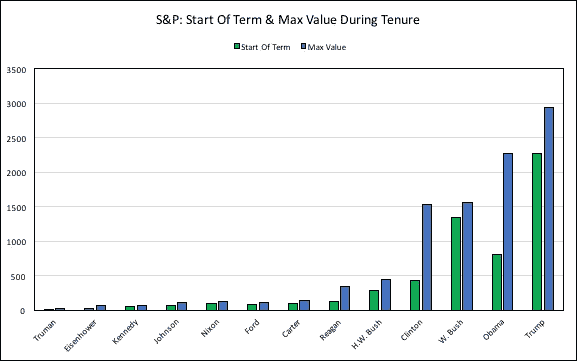 S&P: Start Of Term & Max Value During Tenure
Start Of Term Max Value
3500
3000
2500
2000
1500
1000
500
0
Truman
Eisenhower
Kennedy
Johnson
Nixon
Ford
Carter
Reagan
H.W. Bush
Clinton
W. Bush
Obama
Trump